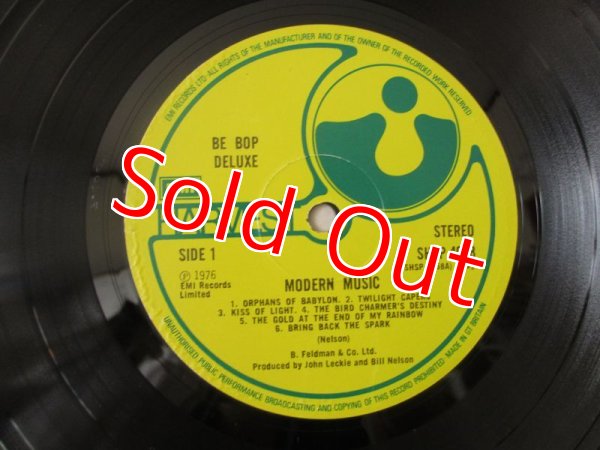 EMI RECORDS LTD. ALL RIGHTS OF THE MANUFACTURER AND OF THE OWNER OF THE RECORDED WORK RESERVED.
BE BOP
DELUXE
Sold Out
STEREO
SIDE 1
℗ 1976
EMI Records
Limited
MODERN MUSIC
1. ORPHANS OF BABYLON. 2. TWILIGHT CAPERS
3. KISS OF LIGHT. 4. THE BIRD CHARMER'S DESTINY
5. THE GOLD AT THE END OF MY RAINBOW
6. BRING BACK THE SPARK
(Nelson)
B. Feldman & Co. Ltd.
Produced by John Leckie and Bill Nelson
UNAUTHORISED PUBLIC PERFORMANCE BROADCASTING AND COPYING OF THIS RECORD PROHIBITED. MADE IN GT. BRITAIN